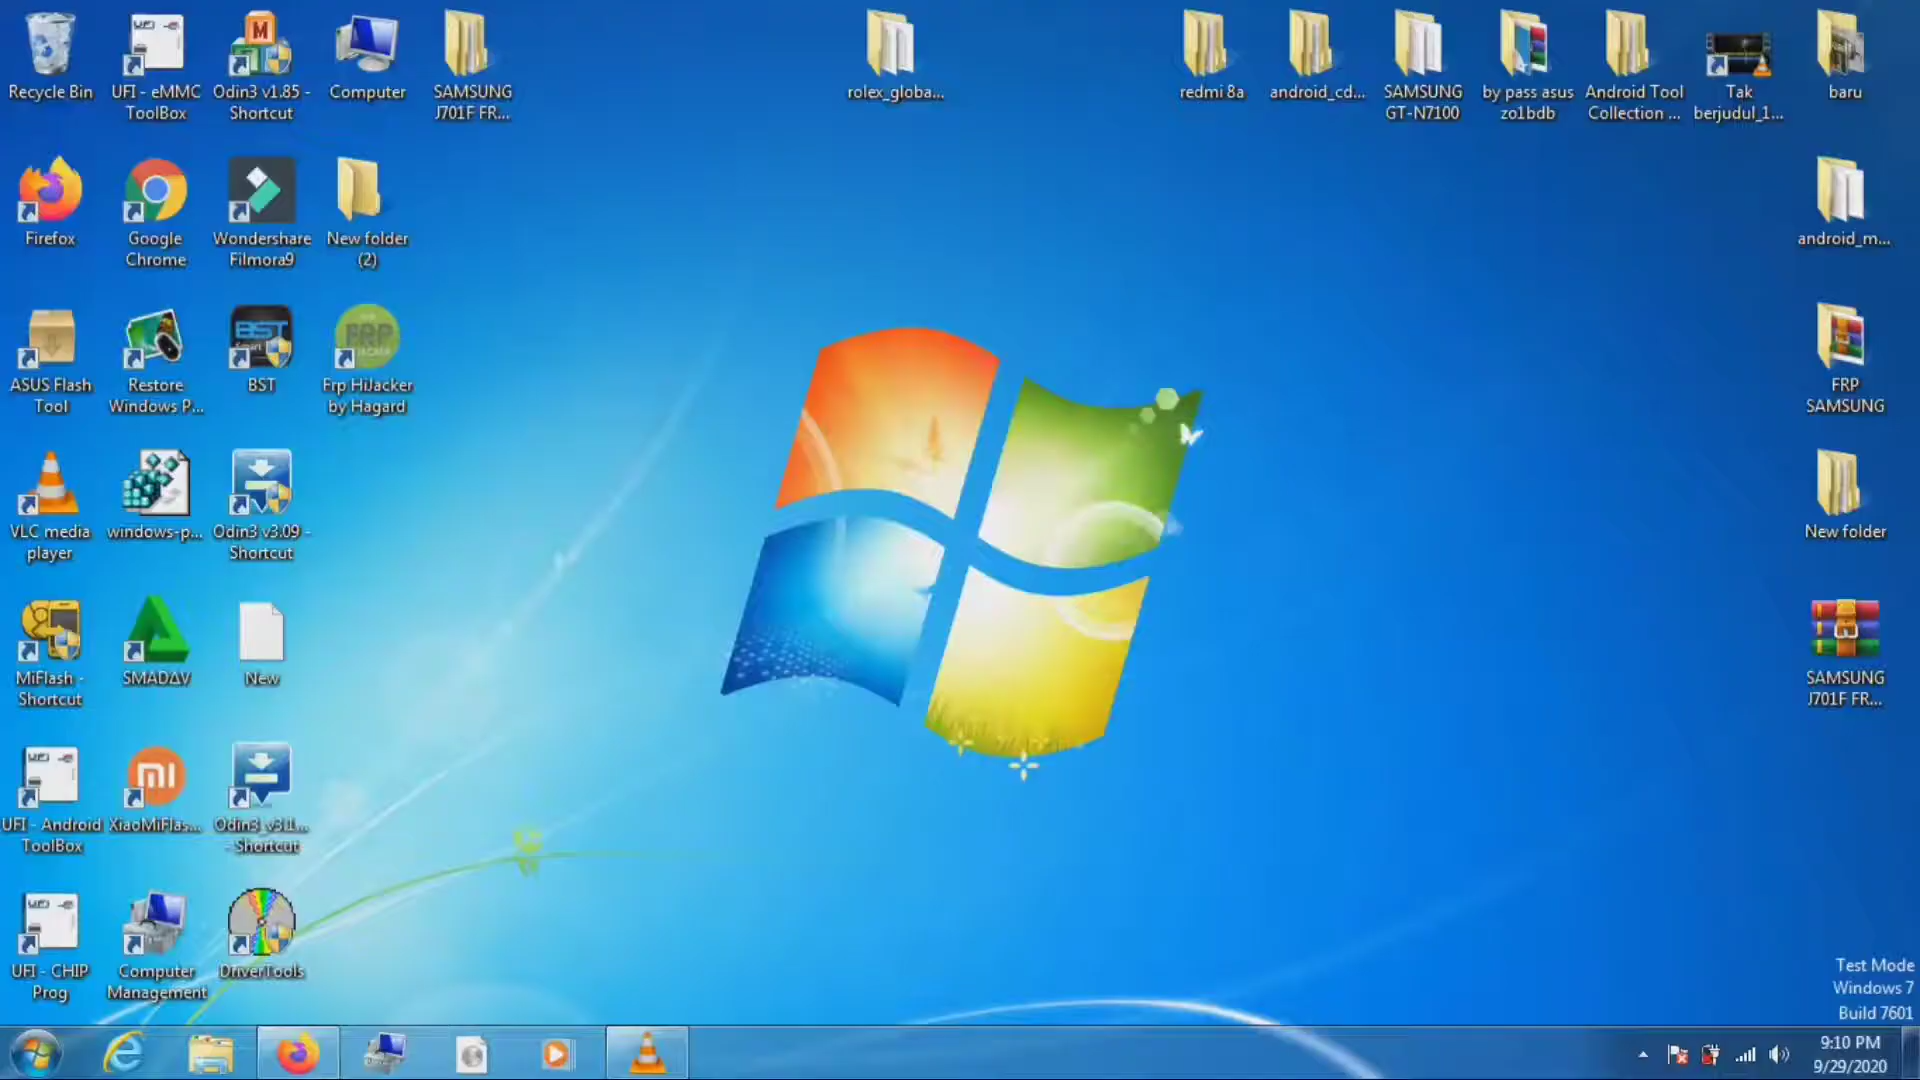 Recycle Bin
UFI - eMMC
ToolBox
Odin3 v1.85 -
Shortcut
Computer
SAMSUNG
J701F FR...
rolex_globa...
redmi 8a
android_cd...
SAMSUNG
GT-N7100
by pass asus
zo1bdb
Android Tool
Collection ...
Tak
berjudul_1...
baru
Firefox
Google
Chrome
Wondershare
Filmora9
New folder
(2)
android_m...
ASUS Flash
Tool
Restore
Windows P...
BST
Frp HiJacker
by Hagard
FRP
SAMSUNG
VLC media
player
windows-p...
Odin3 v3.09 -
Shortcut
New folder
MiFlash -
Shortcut
SMADΔV
New
SAMSUNG
J701F FR...
UFI - Android
ToolBox
XiaoMiFlas...
Odin3_v3.1...
- Shortcut
UFI - CHIP
Prog
Computer
Management
DriverTools
Test Mode
Windows 7
Build 7601
9:10 PM
9/29/2020